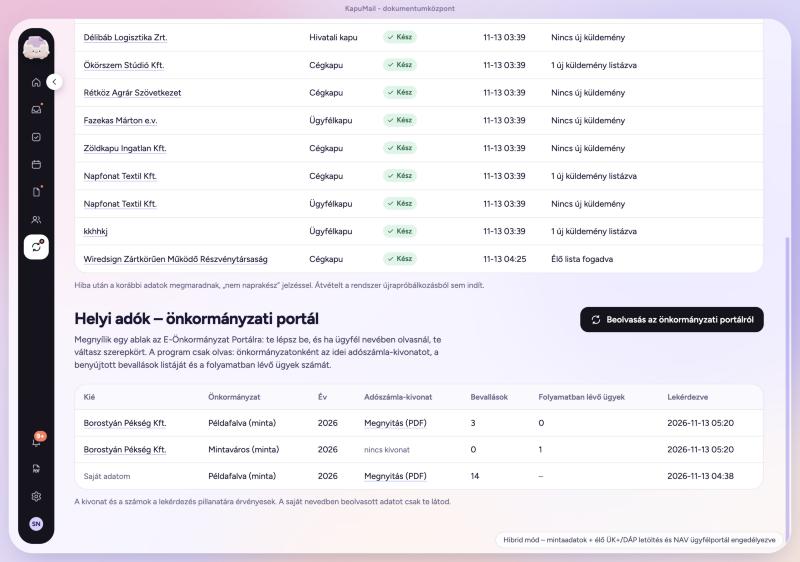 KapuMail - dokumentumközpont
Délibáb Logisztika Zrt. Hivatali kapu Kész 11-13 03:39 Nincs új küldemény
Ökörszem Stúdió Kft. Cégkapu Kész 11-13 03:39 1 új küldemény listázva
Rétköz Agrár Szövetkezet Cégkapu Kész 11-13 03:39 Nincs új küldemény
Fazekas Márton e.v. Ügyfélkapu Kész 11-13 03:39 Nincs új küldemény
Zöldkapu Ingatlan Kft. Cégkapu Kész 11-13 03:39 Nincs új küldemény
Napfonat Textil Kft. Cégkapu Kész 11-13 03:39 1 új küldemény listázva
Napfonat Textil Kft. Ügyfélkapu Kész 11-13 03:39 Nincs új küldemény
kkhhkj Ügyfélkapu Kész 11-13 03:39 1 új küldemény listázva
Wiredsign Zártkörűen Működő Részvénytársaság Cégkapu Kész 11-13 04:25 Élő lista fogadva
Hiba után a korábbi adatok megmaradnak, „nem naprakész” jelzéssel. Átvételt a rendszer újrapróbálkozásból sem indít.
Helyi adók – önkormányzati portál
Beolvasás az önkormányzati portálról
Megnyílik egy ablak az E-Önkormányzat Portálra: te lépsz be, és ha ügyfél nevében olvasnál, te
váltasz szerepkört. A program csak olvas: önkormányzatonként az idei adószámla-kivonatot, a
benyújtott bevallások listáját és a folyamatban lévő ügyek számát.
Kié Önkormányzat Év Adószámla-kivonat Bevallások Folyamatban lévő ügyek Lekérdezve
Borostyán Pékség Kft. Példafalva (minta) 2026 Megnyitás (PDF) 3 0 2026-11-13 05:20
Borostyán Pékség Kft. Mintaváros (minta) 2026 nincs kivonat 0 1 2026-11-13 05:20
Saját adatom Példafalva (minta) 2026 Megnyitás (PDF) 14 – 2026-11-13 04:38
A kivonat és a számok a lekérdezés pillanatára érvényesek. A saját nevedben beolvasott adatot csak te látod.
9+
SN
Hibrid mód – mintaadatok + élő ÜK+/DÁP letöltés és NAV ügyfélportál engedélyezve